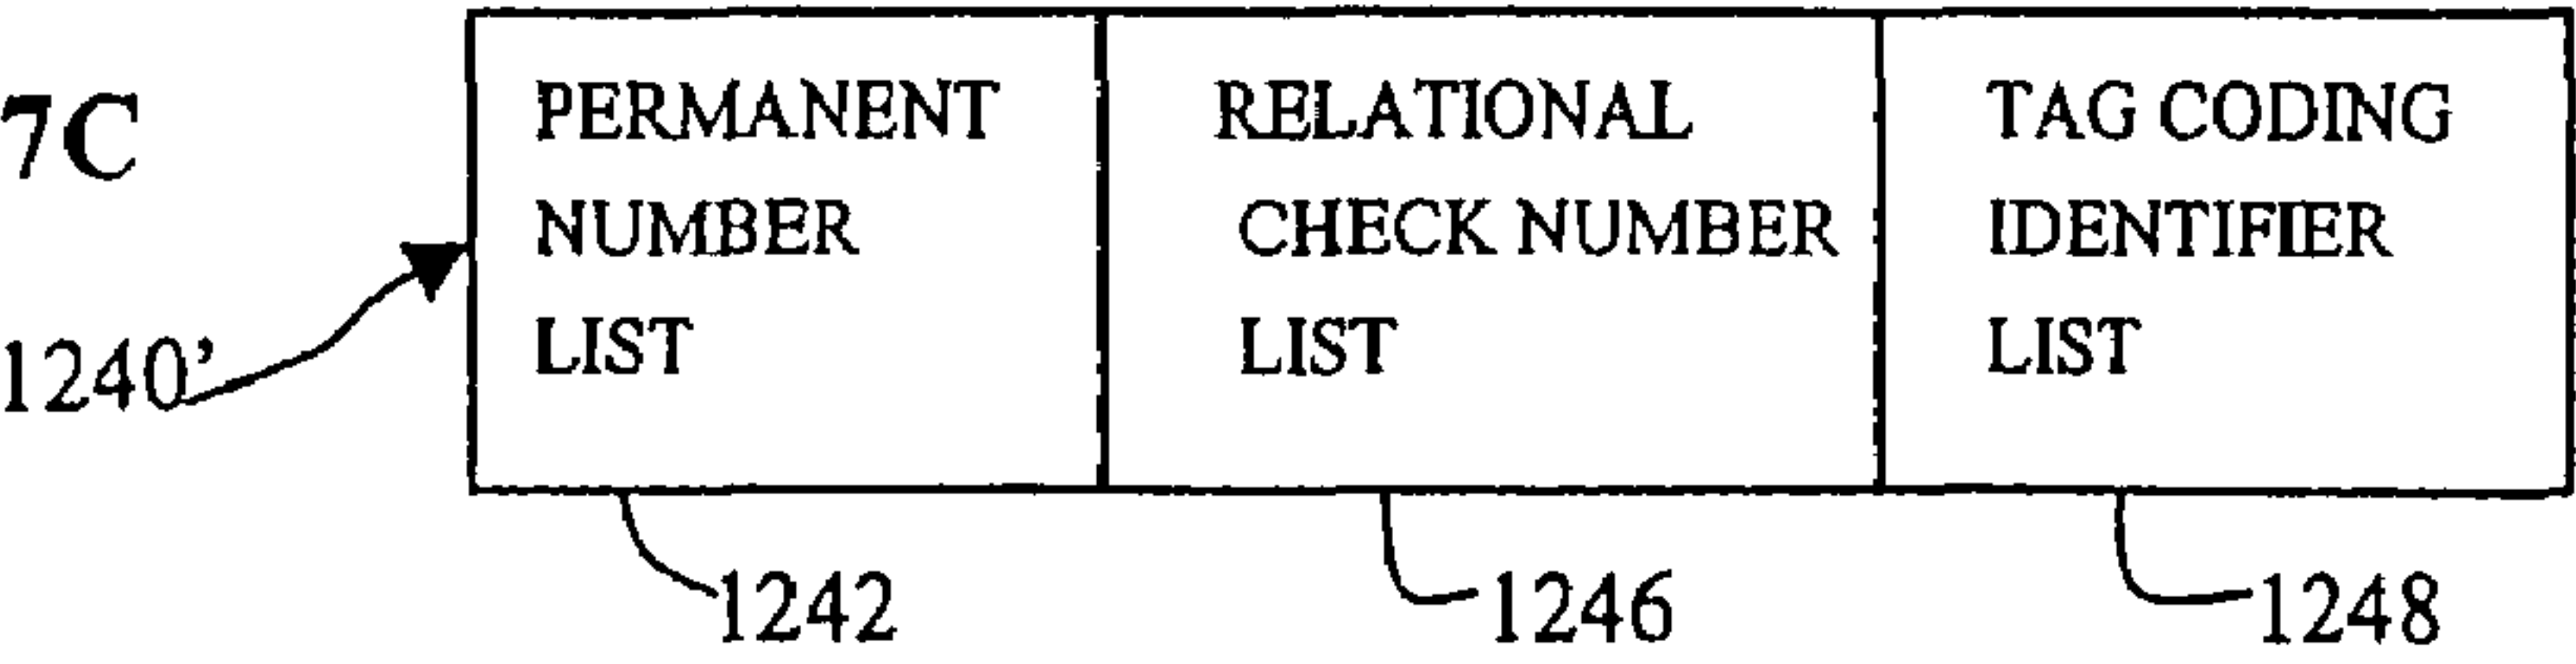 7C
PERMANENT
NUMBER
LIST
RELATIONAL
CHECK NUMBER
LIST
TAG CODING
IDENTIFIER
LIST
1240’
1242
1246
1248